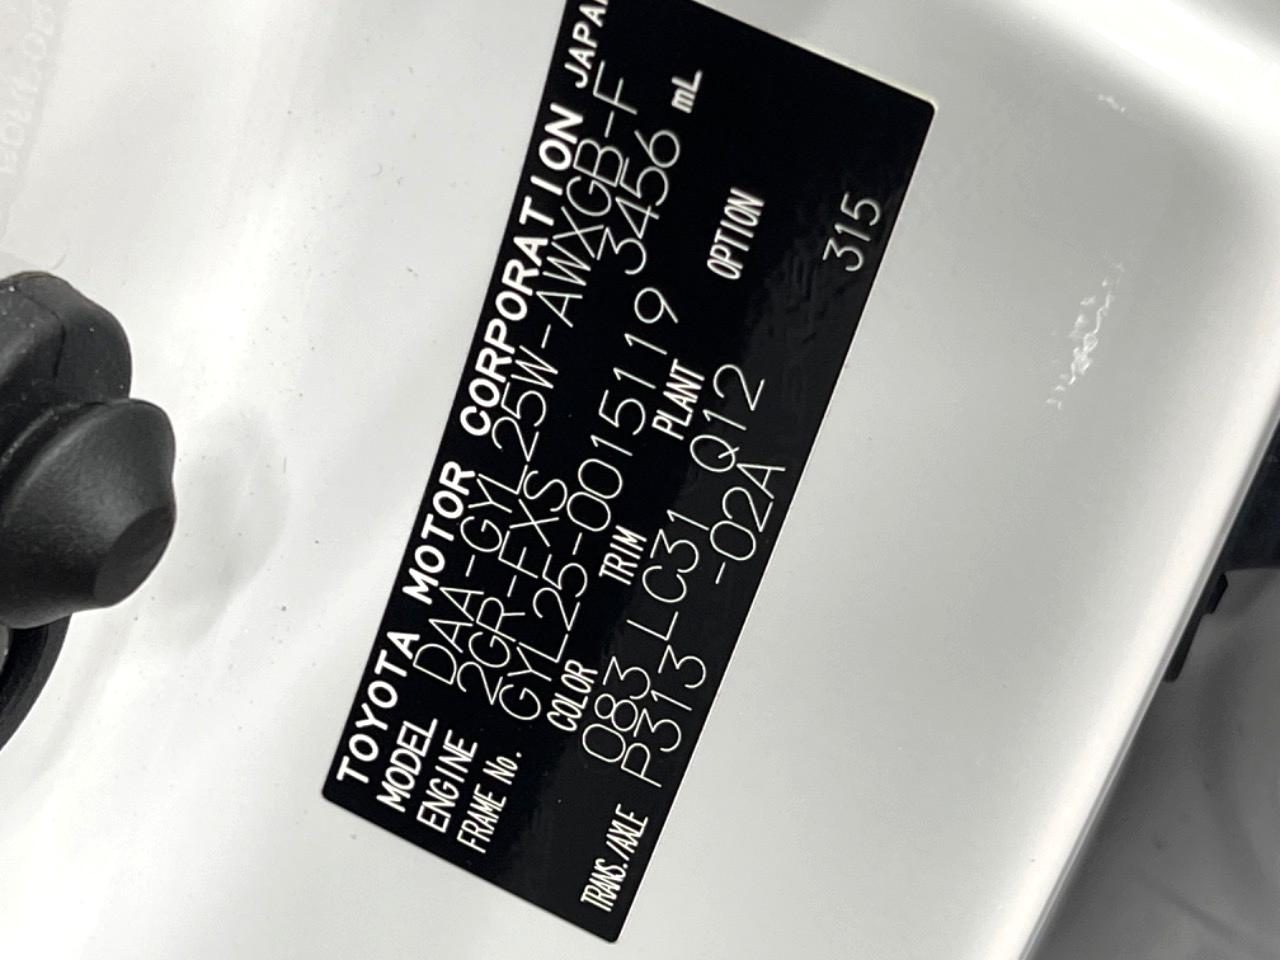 TOYOTA MOTOR CORPORATION JAPAN
MODEL DAA-GYL25W-AWXGB-F
ENGINE 2GR-FXS 3456 mL
FRAME No. GYL25-0015119
COLOR TRIM PLANT OPTION
083 LC31 Q12 315
TRANS./AXLE P313 -02A